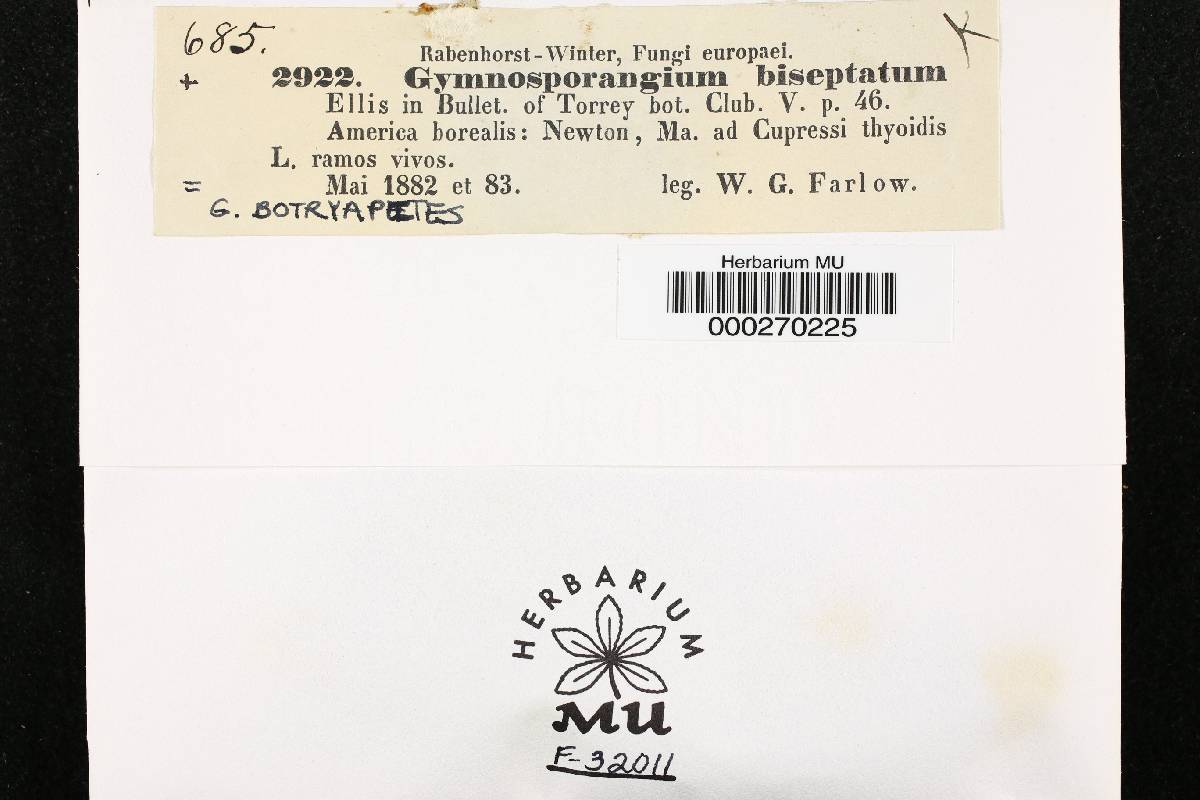 685.
K
Rabenhorst-Winter, Fungi europaei.
+ 2922. Gymnosporangium biseptatum
Ellis in Bullet. of Torrey bot. Club. V. p. 46.
America borealis: Newton, Ma. ad Cupressi thyoidis
L. ramos vivos.
= Mai 1882 et 83. leg. W. G. Farlow.
G. BOTRYAPETES
Herbarium MU
000270225
HERBARIUM
MU
F-32011